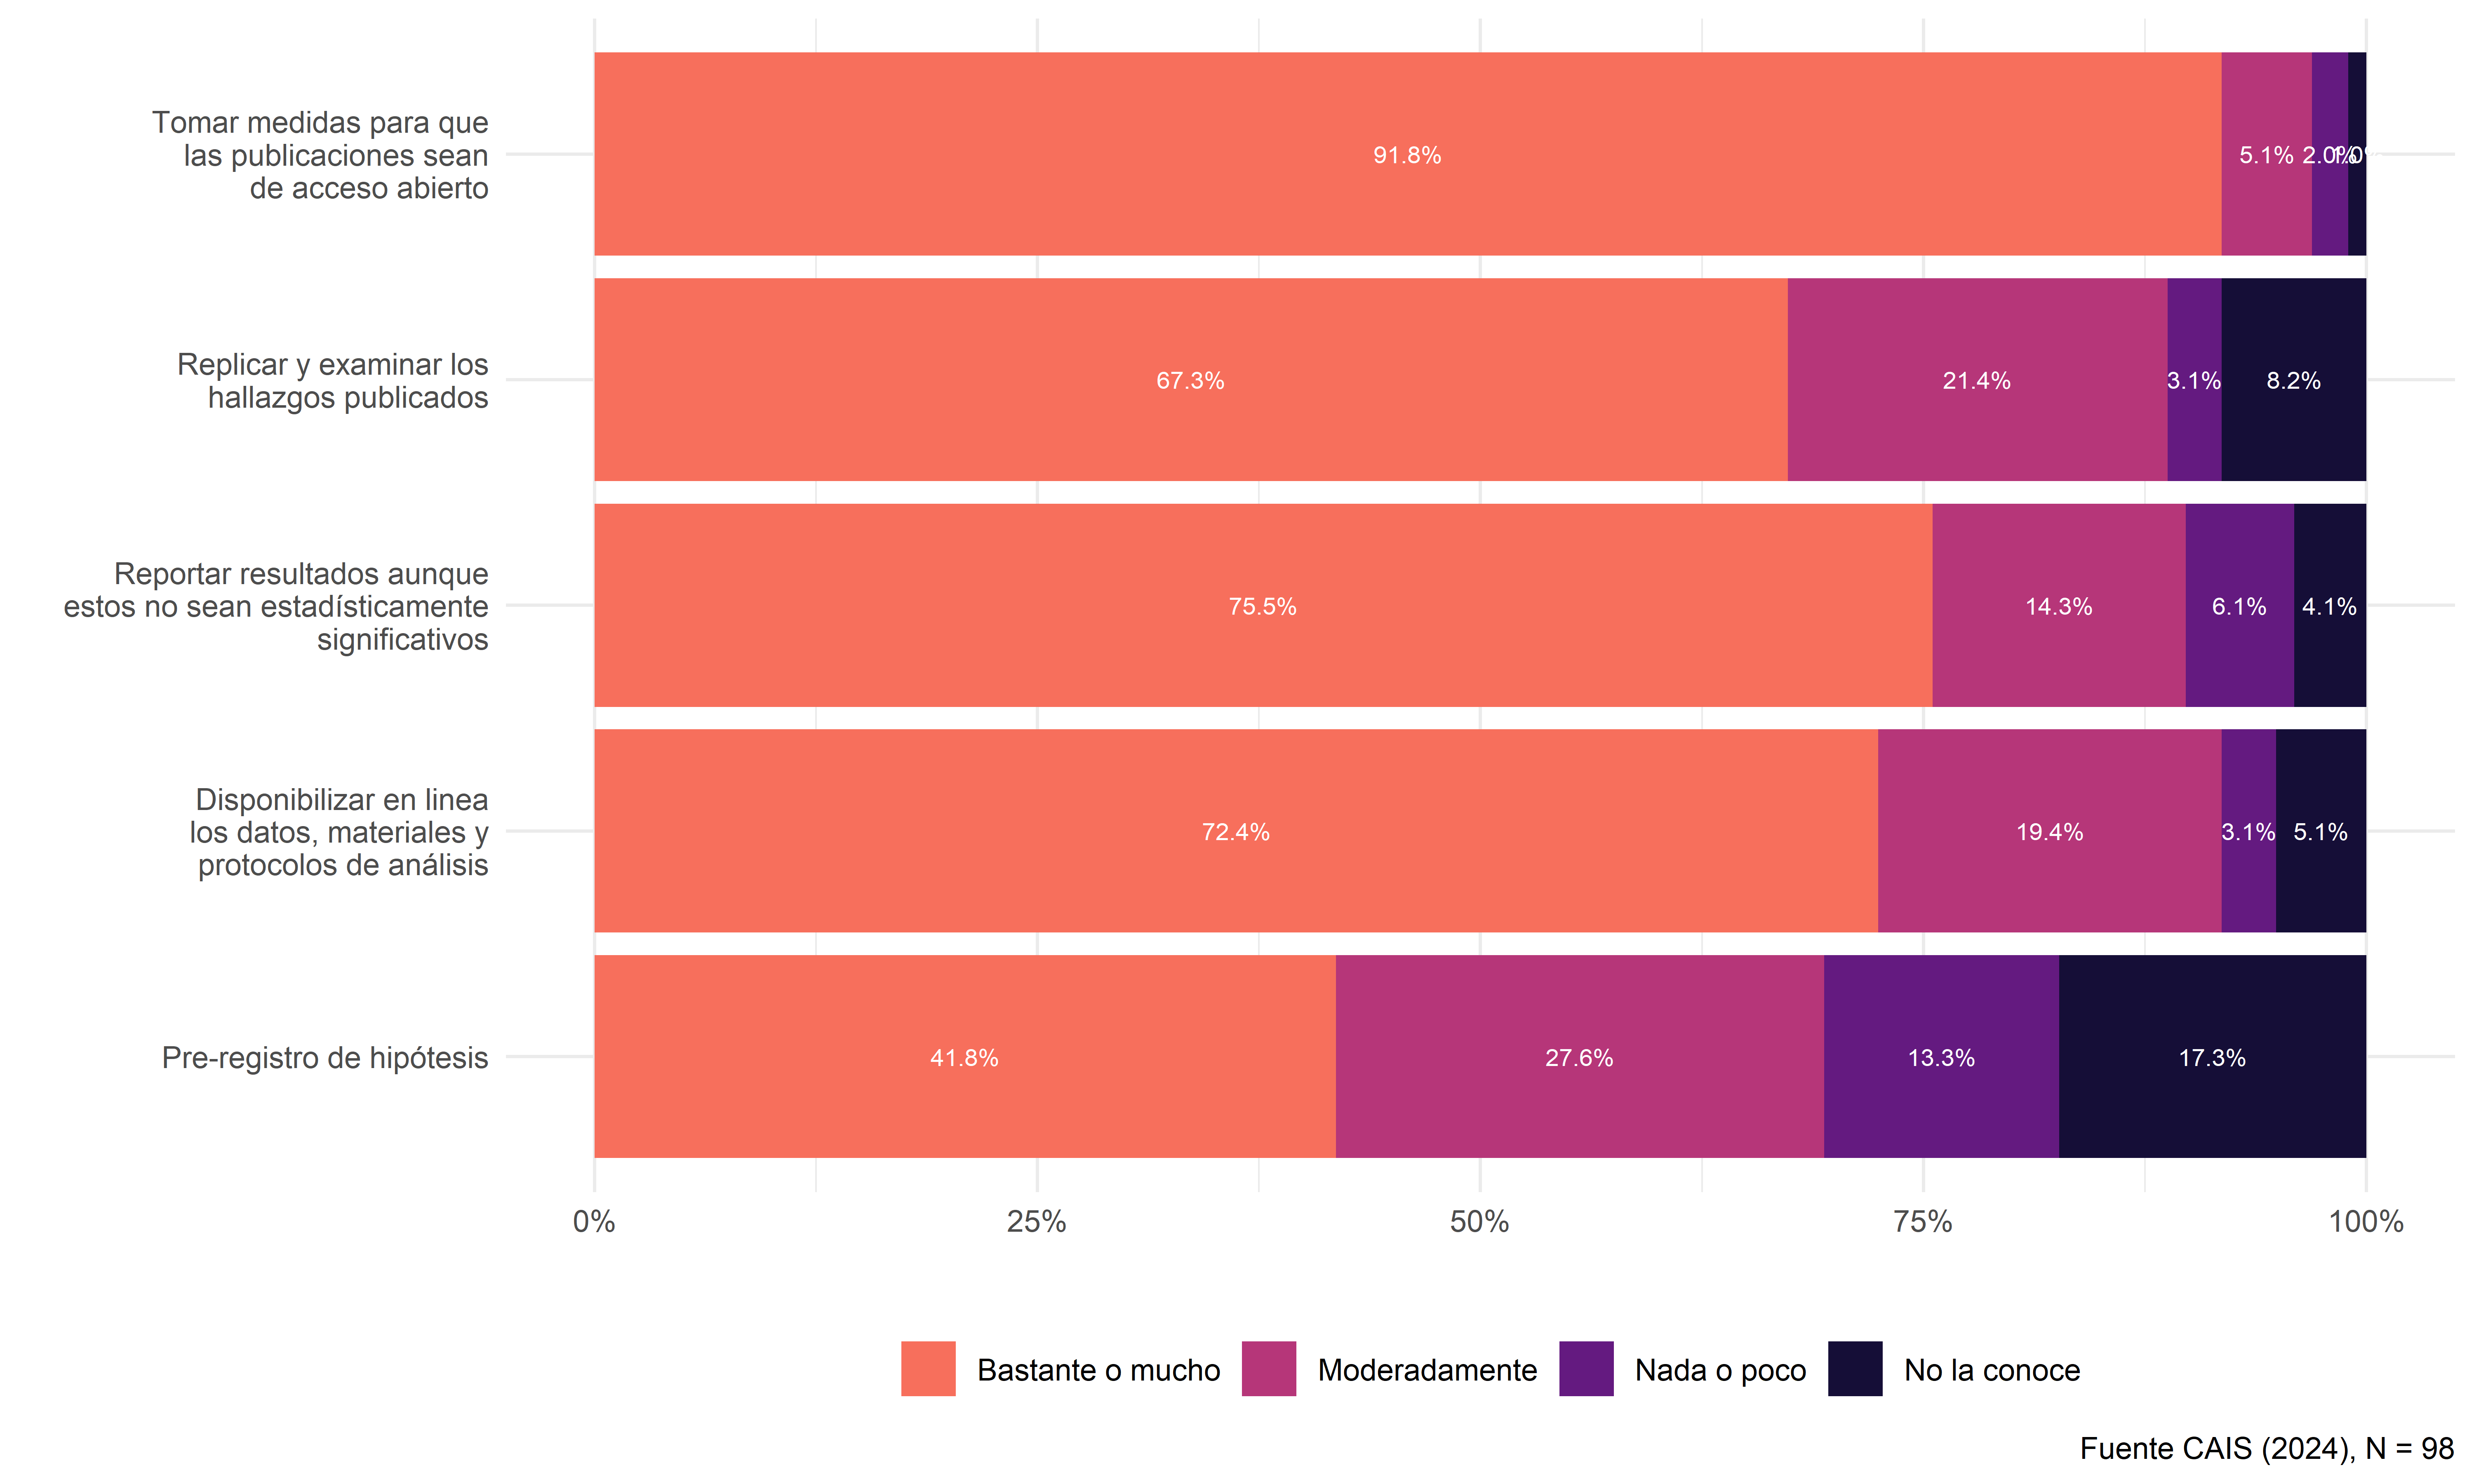 Tomar medidas para que
las publicaciones sean
de acceso abierto
91.8%
5.1%
2.0%
1.0%
Replicar y examinar los
hallazgos publicados
67.3%
21.4%
3.1%
8.2%
Reportar resultados aunque
estos no sean estadísticamente
significativos
75.5%
14.3%
6.1%
4.1%
Disponibilizar en linea
los datos, materiales y
protocolos de análisis
72.4%
19.4%
3.1%
5.1%
Pre-registro de hipótesis
41.8%
27.6%
13.3%
17.3%
0%
25%
50%
75%
100%
Bastante o mucho
Moderadamente
Nada o poco
No la conoce
Fuente CAIS (2024), N = 98